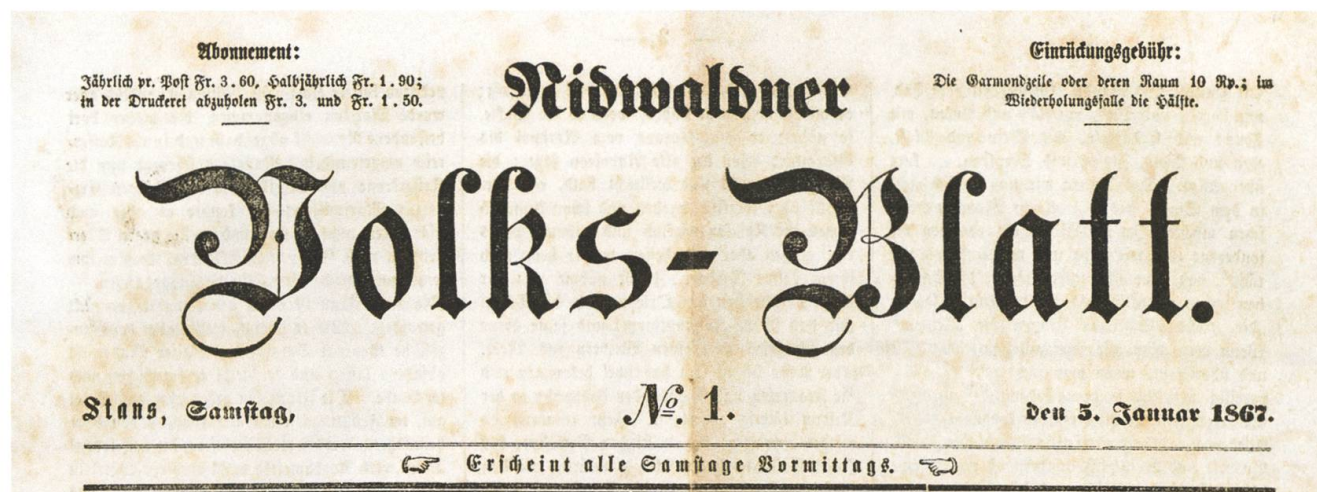 Abonnement:
Jährlich pr. Post Fr. 3.60, Halbjährlich Fr. 1.90;
in der Druckerei abzuholen Fr. 3. und Fr. 1.50.
Nidwaldner
Einrückungsgebühr:
Die Garmondzeile oder deren Raum 10 Rp.; im
Wiederholungsfalle die Hälfte.
Volks-Blatt.
Stans, Samstag,
No. 1.
den 5. Januar 1867.
Erscheint alle Samstage Vormittags.